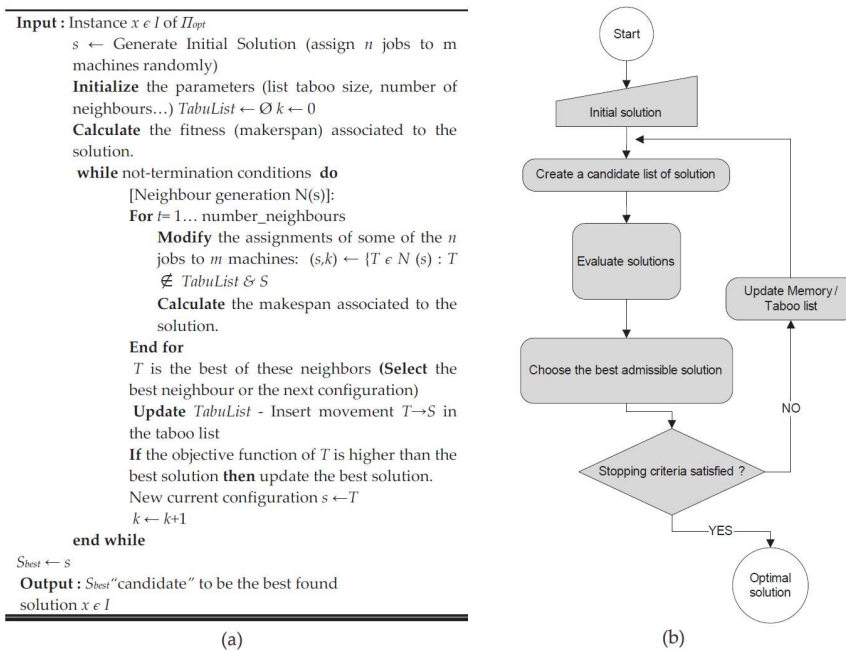 Input : Instance x ϵ I of Πopt
s ← Generate Initial Solution (assign n jobs to m
machines randomly)
Initialize the parameters (list taboo size, number of
neighbours…) TabuList ← Ø k ← 0
Calculate the fitness (makerspan) associated to the
solution.
while not-termination conditions do
[Neighbour generation N(s)]:
For t= 1… number_neighbours
Modify the assignments of some of the n
jobs to m machines: (s,k) ← {T ϵ N (s) : T
∉ TabuList & S
Calculate the makespan associated to the
solution.
End for
T is the best of these neighbors (Select the
best neighbour or the next configuration)
Update TabuList - Insert movement T→S in
the taboo list
If the objective function of T is higher than the
best solution then update the best solution.
New current configuration s ←T
k ← k+1
end while
Sbest ← s
Output : Sbest“candidate” to be the best found
solution x ϵ I
(a)
Start
Initial solution
Create a candidate list of solution
Evaluate solutions
Update Memory /
Taboo list
Choose the best admissible solution
NO
Stopping criteria satisfied ?
YES
Optimal
solution
(b)